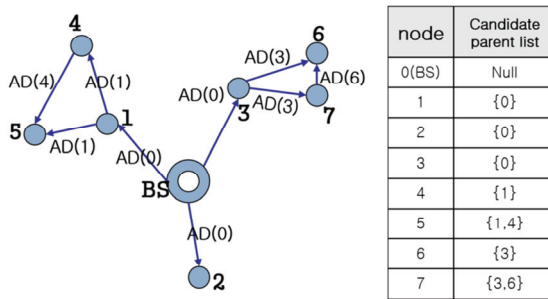 4
6
AD(3)
AD(4)
AD(1)
AD(0)
AD(6)
AD(3)
3
7
1
5
AD(1)
AD(0)
BS
AD(0)
2
node Candidate parent list
0(BS) Null
1 {0}
2 {0}
3 {0}
4 {1}
5 {1,4}
6 {3}
7 {3,6}